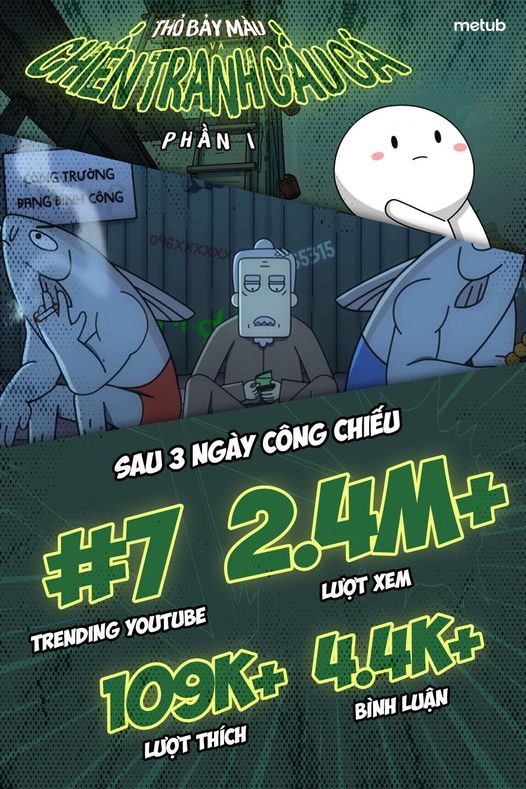 THỎ BẢY MÀU
metub
VÀ
CHIẾN TRANH CẦU CÁ
PHẦN 1
CÔNG TRƯỜNG
ĐANG ĐÌNH CÔNG
SAU 3 NGÀY CÔNG CHIẾU
#7
2.4M+
TRENDING YOUTUBE
LƯỢT XEM
109K+
4.4K+
LƯỢT THÍCH
BÌNH LUẬN